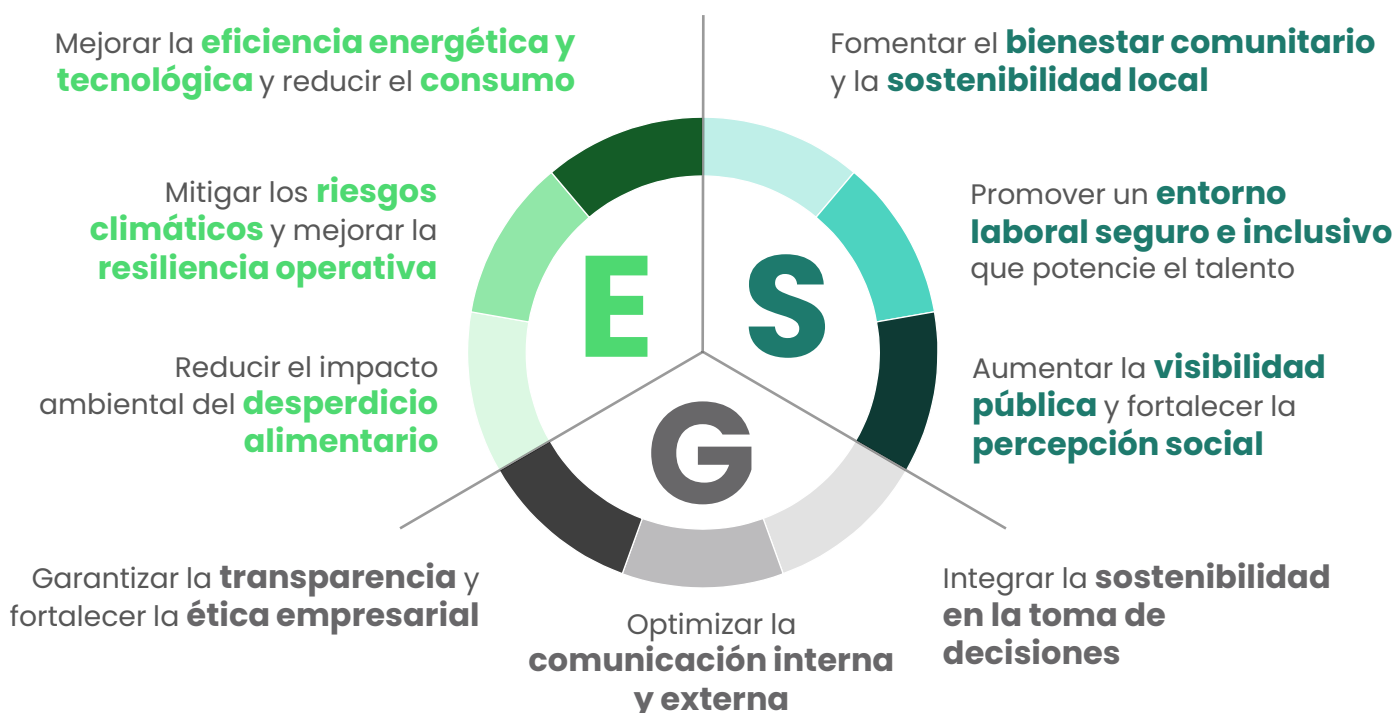 Mejorar la eficiencia energética y
tecnológica y reducir el consumo
Mitigar los riesgos
climáticos y mejorar la
resiliencia operativa
Reducir el impacto
ambiental del desperdicio
alimentario
E
S
G
Fomentar el bienestar comunitario
y la sostenibilidad local
Promover un entorno
laboral seguro e inclusivo
que potencie el talento
Aumentar la visibilidad
pública y fortalecer la
percepción social
Garantizar la transparencia y
fortalecer la ética empresarial
Optimizar la
comunicación interna
y externa
Integrar la sostenibilidad
en la toma de
decisiones